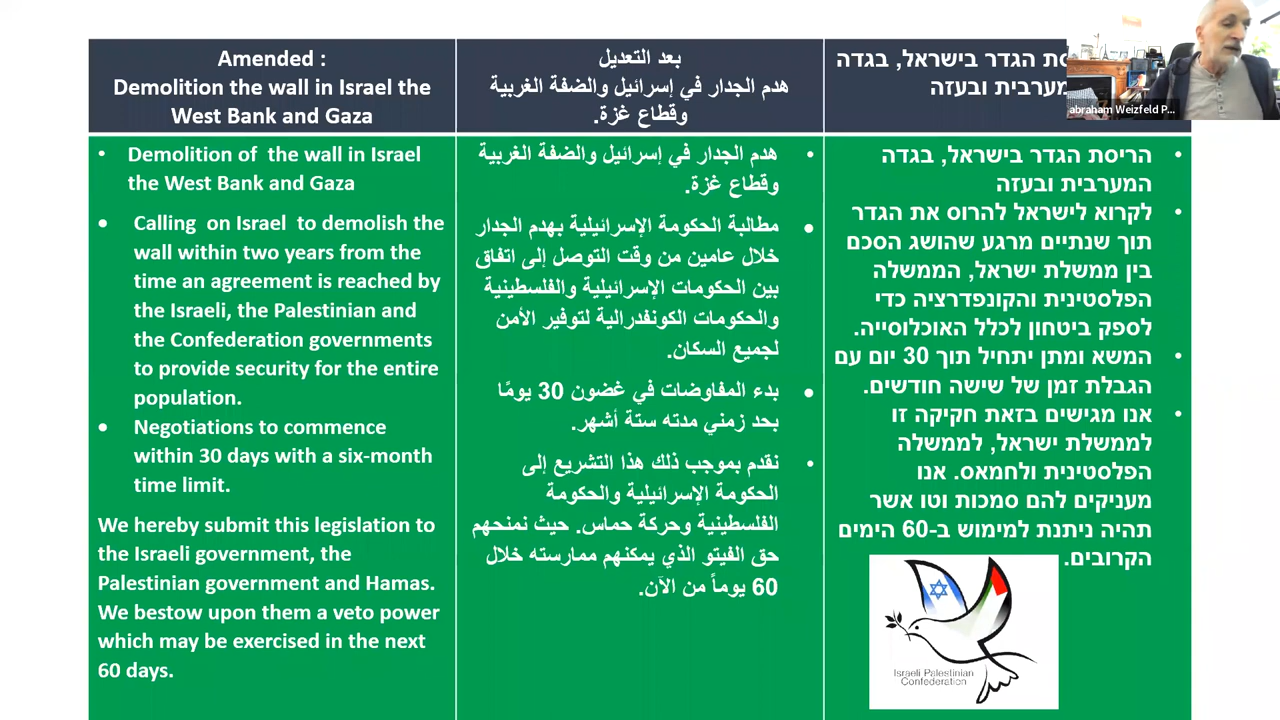 Amended :
Demolition the wall in Israel the
West Bank and Gaza
• Demolition of the wall in Israel
the West Bank and Gaza
• Calling on Israel to demolish the
wall within two years from the
time an agreement is reached by
the Israeli, the Palestinian and
the Confederation governments
to provide security for the entire
population.
• Negotiations to commence
within 30 days with a six-month
time limit.
We hereby submit this legislation to
the Israeli government, the
Palestinian government and Hamas.
We bestow upon them a veto power
which may be exercised in the next
60 days.
بعد التعديل
هدم الجدار في إسرائيل والضفة الغربية
وقطاع غزة.
• هدم الجدار في إسرائيل والضفة الغربية
وقطاع غزة.
• مطالبة الحكومة الإسرائيلية بهدم الجدار
خلال عامين من وقت التوصل إلى اتفاق
بين الحكومات الإسرائيلية والفلسطينية
والحكومات الكونفدرالية لتوفير الأمن
لجميع السكان.
• بدء المفاوضات في غضون 30 يومًا
بحد زمني مدته ستة أشهر.
• نقدم بموجب ذلك هذا التشريع إلى
الحكومة الإسرائيلية والحكومة
الفلسطينية وحركة حماس. حيث نمنحهم
حق الفيتو الذي يمكنهم ممارسته خلال
60 يوماً من الآن.
הגדר בישראל, בגדה
ובעזה
• הריסת הגדר בישראל, בגדה
המערבית ובעזה
• לקרוא לישראל להרוס את הגדר
תוך שנתיים מרגע שהושג הסכם
בין ממשלת ישראל, הממשלה
הפלסטינית והקונפדרציה כדי
לספק ביטחון לכלל האוכלוסייה.
• המשא ומתן יתחיל תוך 30 יום עם
הגבלת זמן של שישה חודשים.
• אנו מגישים בזאת חקיקה זו
לממשלת ישראל, לממשלה
הפלסטינית ולחמאס. אנו
מעניקים להם סמכות וטו אשר
תהיה ניתנת למימוש ב-60 הימים
הקרובים.
Israeli Palestinian
Confederation
abraham Weizfeld P...